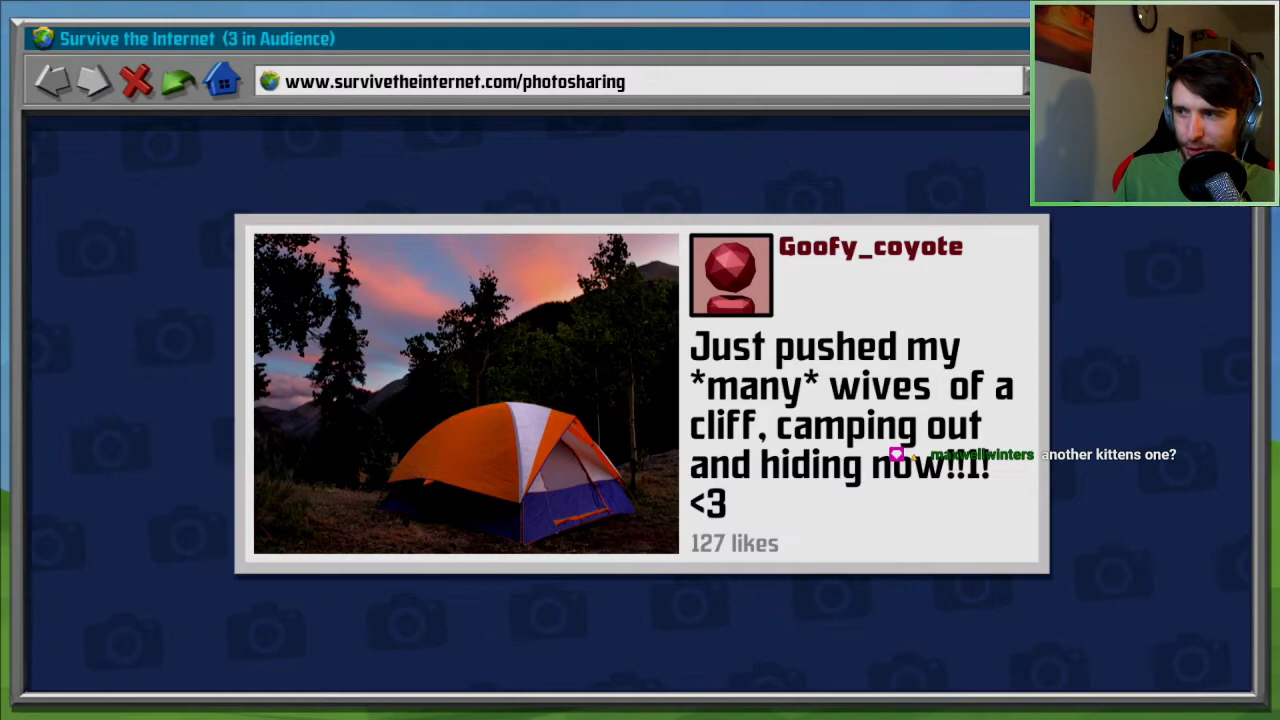 Survive the Internet (3 in Audience)
www.survivetheinternet.com/photosharing
Goofy_coyote
Just pushed my
*many* wives of a
cliff, camping out
and hiding now!!1!
<3
127 likes
maxwellwinters another kittens one?